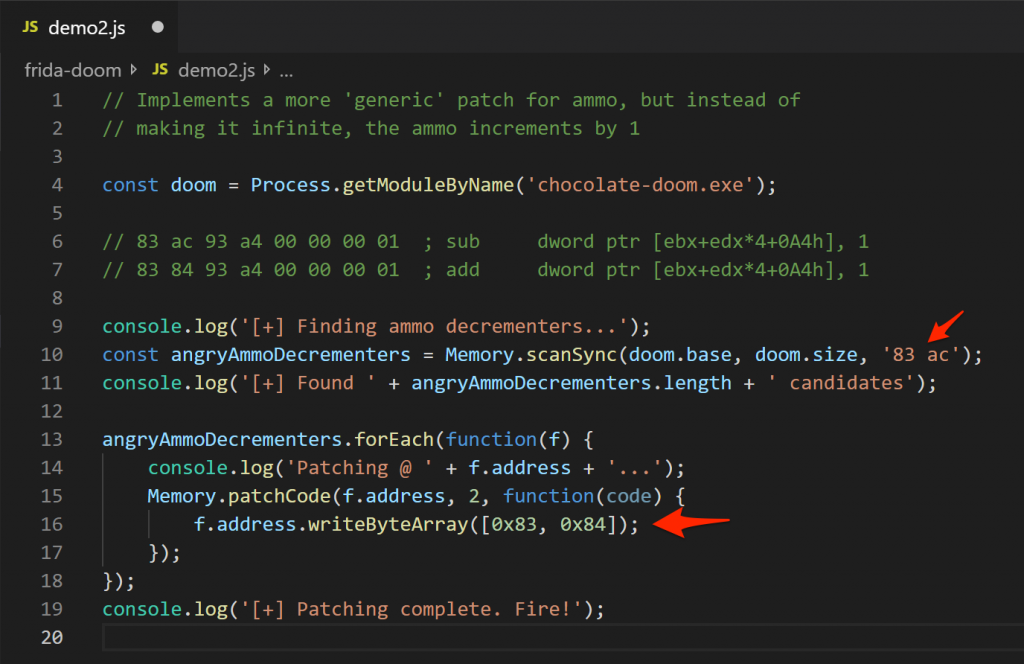 JS demo2.js
frida-doom JS demo2.js ...
1 // Implements a more 'generic' patch for ammo, but instead of
2 // making it infinite, the ammo increments by 1
3
4 const doom = Process.getModuleByName('chocolate-doom.exe');
5
6 // 83 ac 93 a4 00 00 00 01 ; sub dword ptr [ebx+edx*4+0A4h], 1
7 // 83 84 93 a4 00 00 00 01 ; add dword ptr [ebx+edx*4+0A4h], 1
8
9 console.log('[+] Finding ammo decrementers...');
10 const angryAmmoDecrementers = Memory.scanSync(doom.base, doom.size, '83 ac');
11 console.log('[+] Found ' + angryAmmoDecrementers.length + ' candidates');
12
13 angryAmmoDecrementers.forEach(function(f) {
14     console.log('Patching @ ' + f.address + '...');
15     Memory.patchCode(f.address, 2, function(code) {
16         f.address.writeByteArray([0x83, 0x84]);
17     });
18 });
19 console.log('[+] Patching complete. Fire!');
20